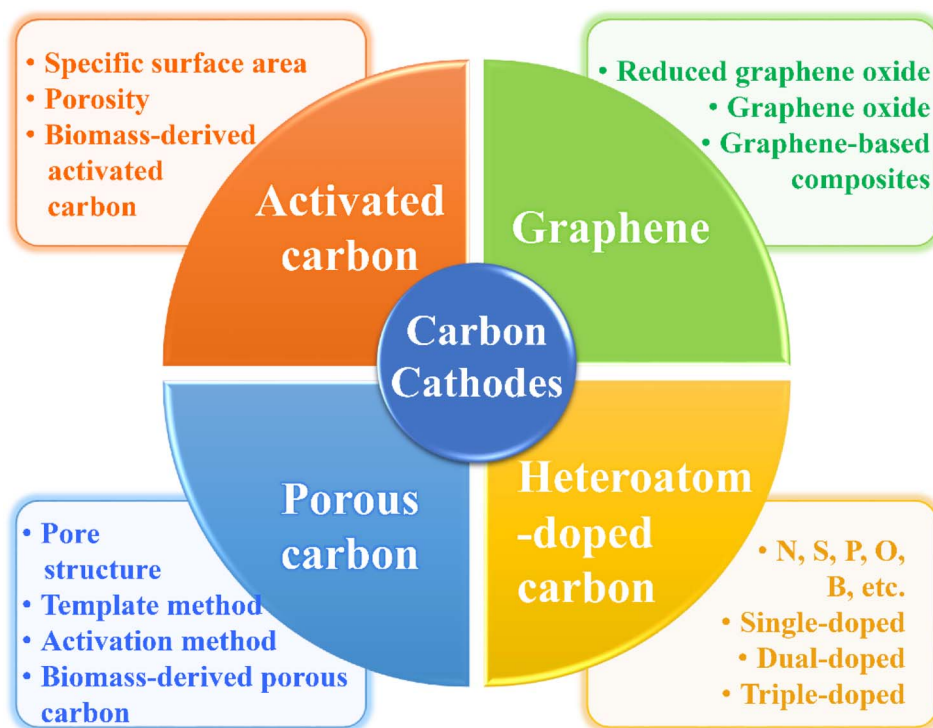 • Specific surface area
• Porosity
• Biomass-derived
activated
carbon
• Reduced graphene oxide
• Graphene oxide
• Graphene-based
composites
Activated
carbon
Graphene
Carbon
Cathodes
Porous
carbon
Heteroatom
-doped
carbon
• Pore
structure
• Template method
• Activation method
• Biomass-derived porous
carbon
• N, S, P, O,
B, etc.
• Single-doped
• Dual-doped
• Triple-doped